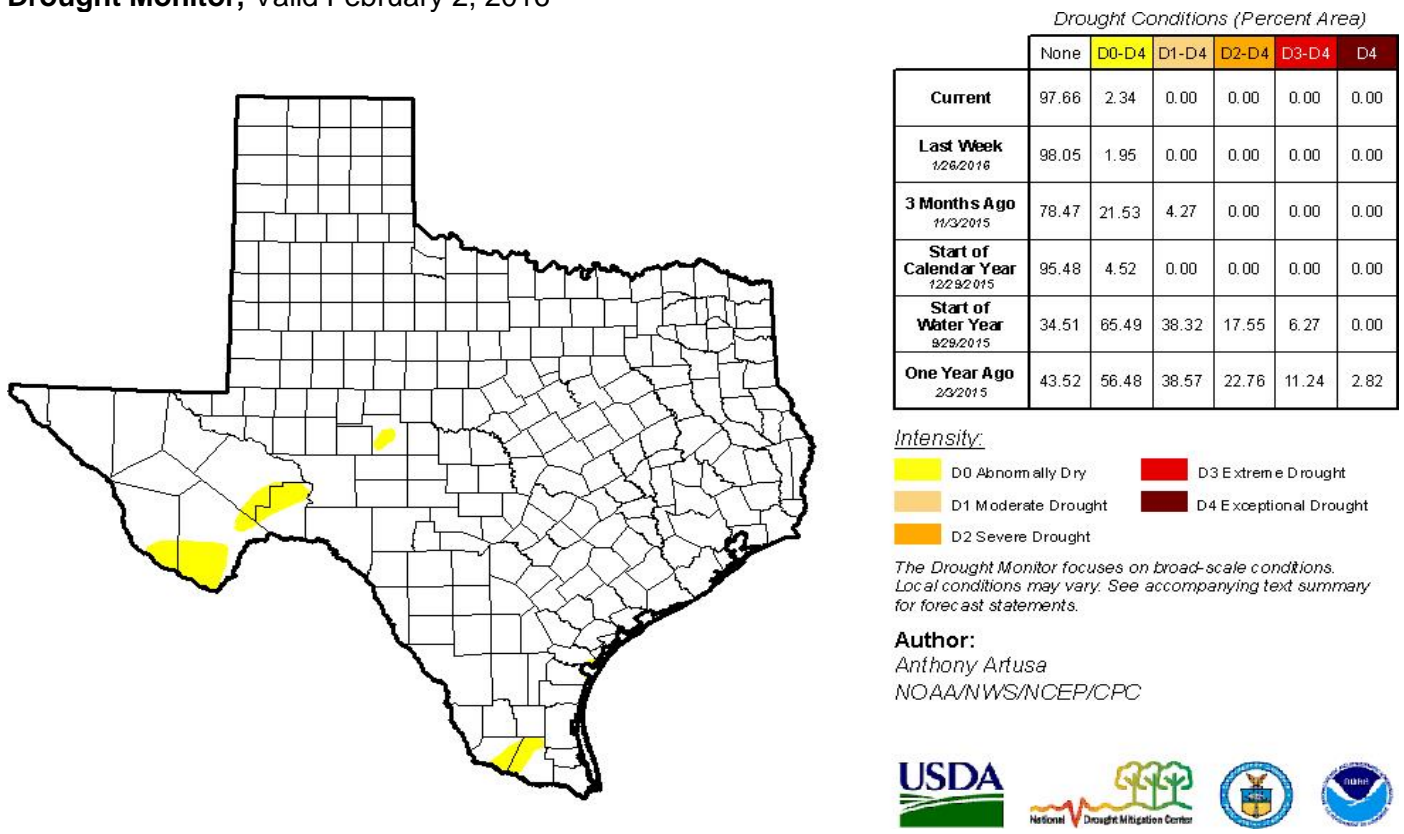 Drought Monitor, Valid February 2, 2016
Drought Conditions (Percent Area)
None D0-D4 D1-D4 D2-D4 D3-D4 D4
Current 97.66 2.34 0.00 0.00 0.00 0.00
Last Week 98.05 1.95 0.00 0.00 0.00 0.00
1/26/2016
3 Months Ago 78.47 21.53 4.27 0.00 0.00 0.00
11/3/2015
Start of
Calendar Year 95.48 4.52 0.00 0.00 0.00 0.00
12/29/2015
Start of
Water Year 34.51 65.49 38.32 17.55 6.27 0.00
9/29/2015
One Year Ago 43.52 56.48 38.57 22.76 11.24 2.82
2/3/2015
Intensity:
D0 Abnormally Dry D3 Extreme Drought
D1 Moderate Drought D4 Exceptional Drought
D2 Severe Drought
The Drought Monitor focuses on broad-scale conditions.
Local conditions may vary. See accompanying text summary
for forecast statements.
Author:
Anthony Artusa
NOAA/NWS/NCEP/CPC
USDA
National Drought Mitigation Center